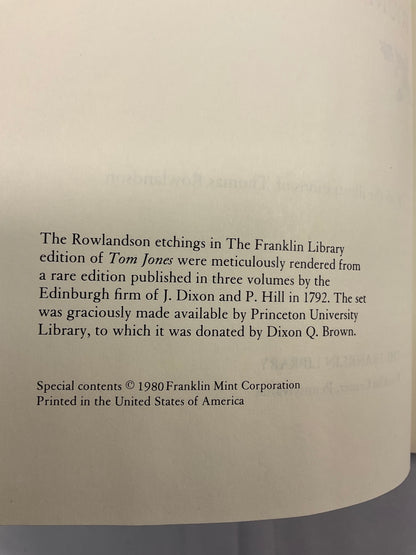 The Rowlandson etchings in The Franklin Library
edition of Tom Jones were meticulously rendered from
a rare edition published in three volumes by the
Edinburgh firm of J. Dixon and P. Hill in 1792. The set
was graciously made available by Princeton University
Library, to which it was donated by Dixon Q. Brown.
Special contents © 1980 Franklin Mint Corporation
Printed in the United States of America